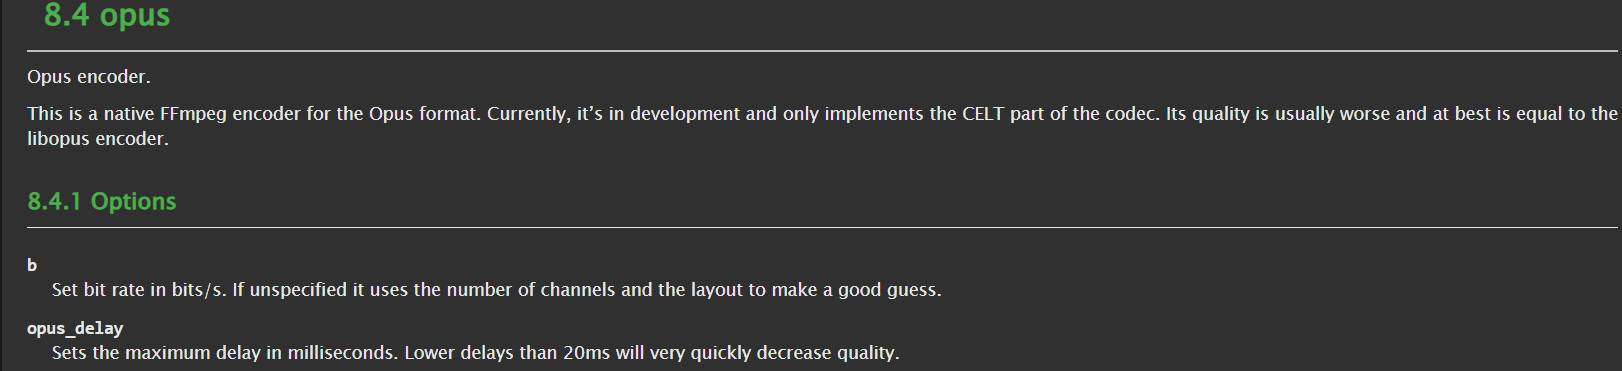 8.4 opus
Opus encoder.
This is a native FFmpeg encoder for the Opus format. Currently, it’s in development and only implements the CELT part of the codec. Its quality is usually worse and at best is equal to the
libopus encoder.
8.4.1 Options
b
Set bit rate in bits/s. If unspecified it uses the number of channels and the layout to make a good guess.
opus_delay
Sets the maximum delay in milliseconds. Lower delays than 20ms will very quickly decrease quality.